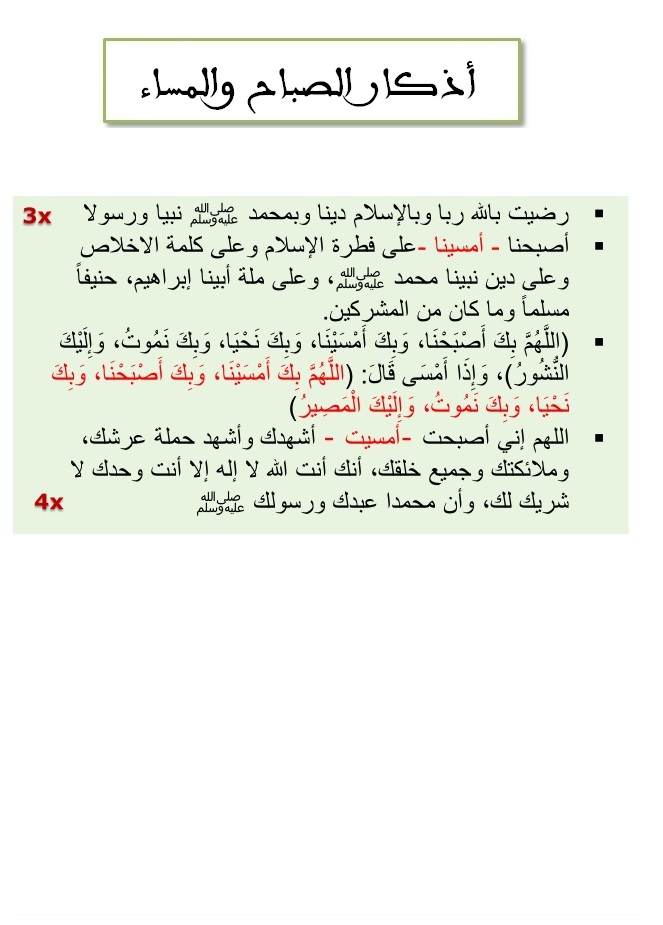 أذكار الصباح والمساء
▪ رضيت بالله ربا وبالإسلام دينا وبمحمد ﷺ نبيا ورسولا 3x
▪ أصبحنا - أمسينا -على فطرة الإسلام وعلى كلمة الاخلاص
وعلى دين نبينا محمد ﷺ، وعلى ملة أبينا إبراهيم، حنيفاً
مسلماً وما كان من المشركين.
▪ (اللَّهُمَّ بِكَ أَصْبَحْنَا، وَبِكَ أَمْسَيْنَا، وَبِكَ نَحْيَا، وَبِكَ نَمُوتُ، وَإِلَيْكَ
النُّشُورُ)، وَإِذَا أَمْسَى قَالَ: (اللَّهُمَّ بِكَ أَمْسَيْنَا، وَبِكَ أَصْبَحْنَا، وَبِكَ
نَحْيَا، وَبِكَ نَمُوتُ، وَإِلَيْكَ الْمَصِيرُ)
▪ اللهم إني أصبحت -أمسيت - أشهدك وأشهد حملة عرشك،
وملائكتك وجميع خلقك، أنك أنت الله لا إله إلا أنت وحدك لا
شريك لك، وأن محمدا عبدك ورسولك ﷺ 4x